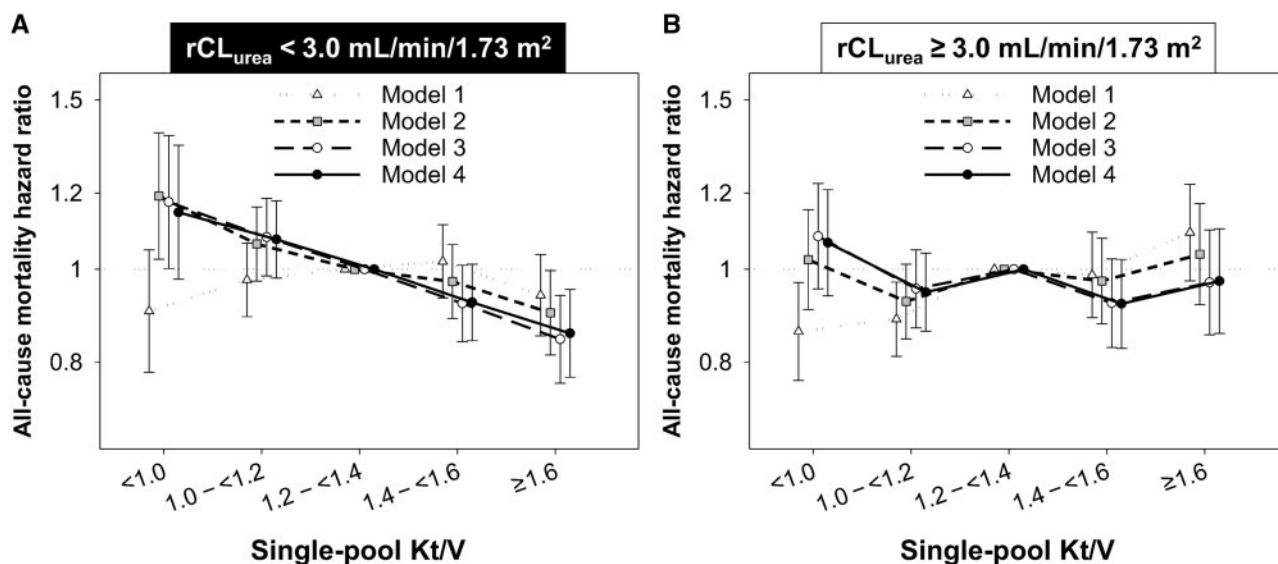 A
rCLurea < 3.0 mL/min/1.73 m²
All-cause mortality hazard ratio
1.5
1.2
1
0.8
Model 1
Model 2
Model 3
Model 4
<1.0
1.0 – <1.2
1.2 – <1.4
1.4 – <1.6
≥1.6
Single-pool Kt/V
B
rCLurea ≥ 3.0 mL/min/1.73 m²
All-cause mortality hazard ratio
1.5
1.2
1
0.8
Model 1
Model 2
Model 3
Model 4
<1.0
1.0 – <1.2
1.2 – <1.4
1.4 – <1.6
≥1.6
Single-pool Kt/V